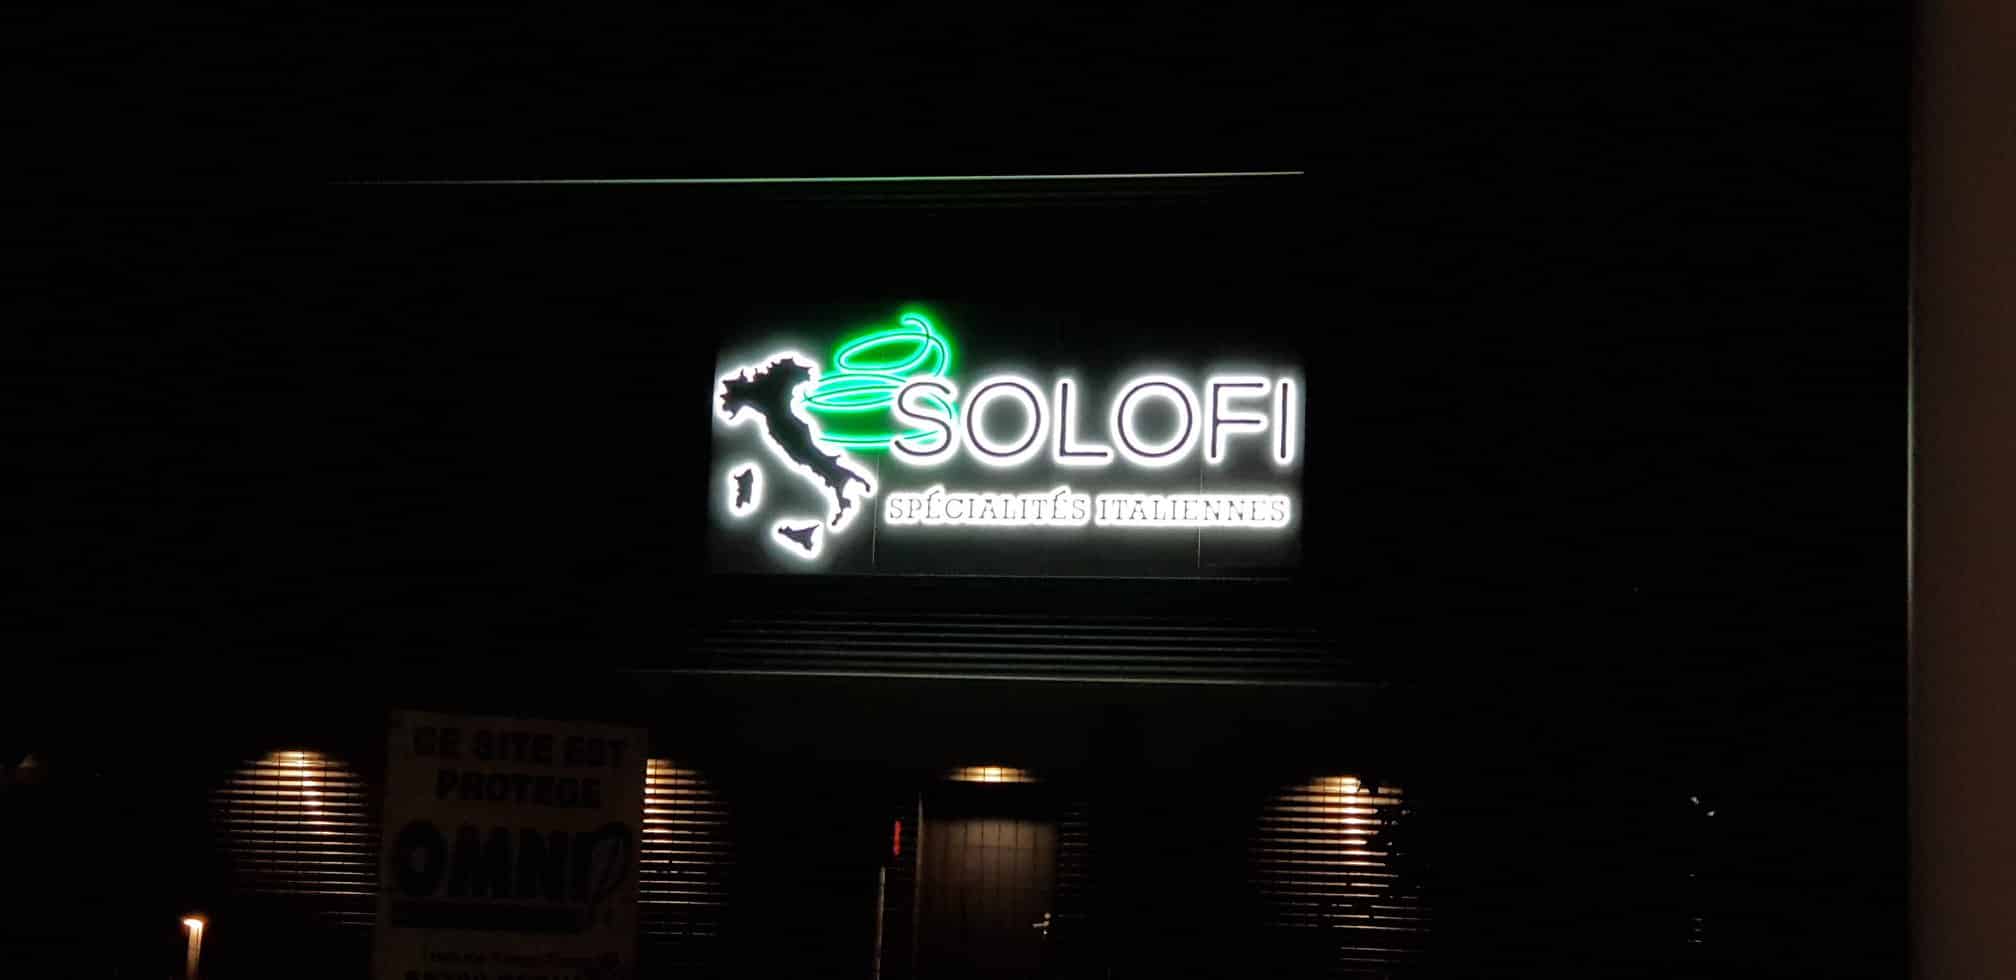 SOLOFI
SPÉCIALITÉS ITALIENNES
CE SITE EST
PROTEGE
OMNI